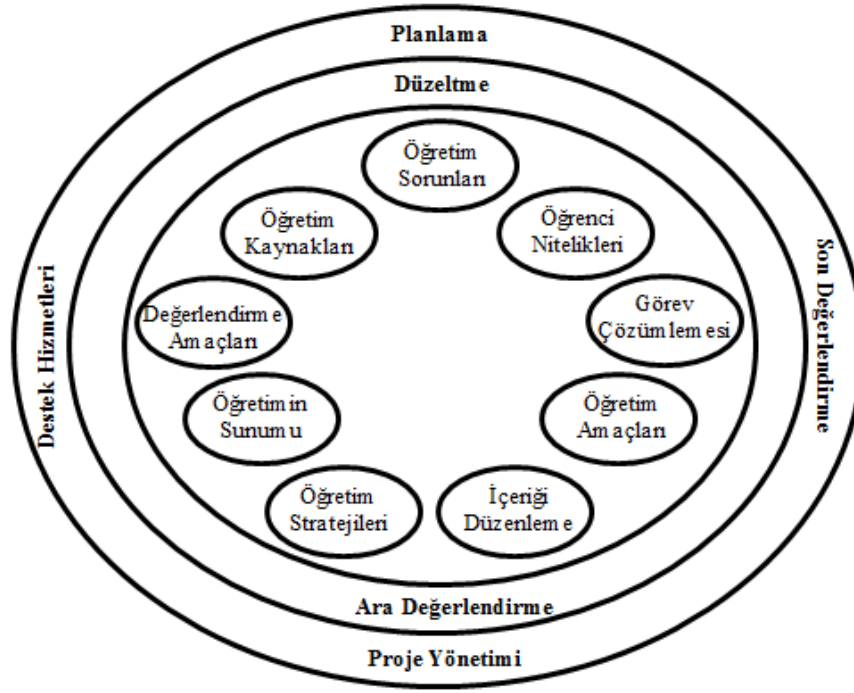 Planlama
Düzeltme
Öğretim
Sorunları
Öğretim
Kaynakları
Öğrenci
Nitelikleri
Değerlendirme
Amaçları
Görev
Çözümlemesi
Destek Hizmetleri
Son Değerlendirme
Öğretimin
Sunumu
Öğretim
Amaçları
Öğretim
Stratejileri
İçeriği
Düzenleme
Ara Değerlendirme
Proje Yönetimi